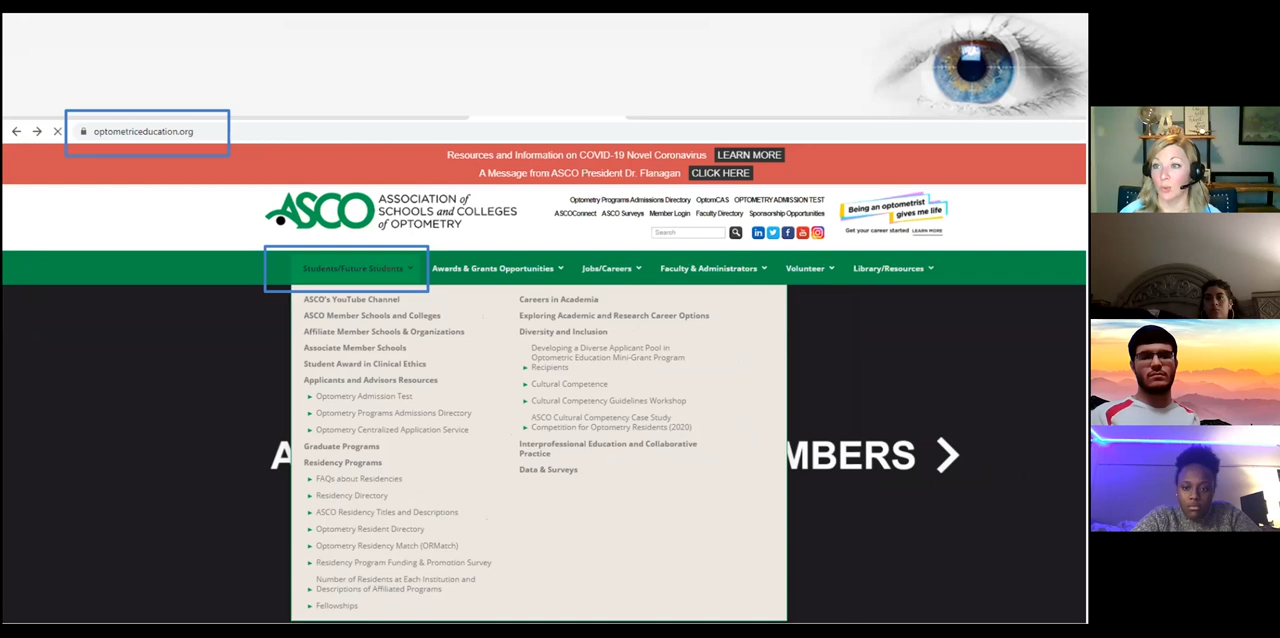 optometriceducation.org
Resources and Information on COVID-19 Novel Coronavirus LEARN MORE
A Message from ASCO President Dr. Flanagan CLICK HERE
ASCO
ASSOCIATION of
SCHOOLS and COLLEGES
of OPTOMETRY
Optometry Programs Admissions Directory OptomCAS OPTOMETRY ADMISSION TEST
ASCOConnect ASCO Surveys Member Login Faculty Directory Sponsorship Opportunities
Search
Being an optometrist
gives me life
Get your career started LEARN MORE
Students/Future Students Awards & Grants Opportunities Jobs/Careers Faculty & Administrators Volunteer Library/Resources
ASCO's YouTube Channel
ASCO Member Schools and Colleges
Affiliate Member Schools & Organizations
Associate Member Schools
Student Award in Clinical Ethics
Applicants and Advisors Resources
Optometry Admission Test
Optometry Programs Admissions Directory
Optometry Centralized Application Service
Graduate Programs
Residency Programs
FAQs about Residencies
Residency Directory
ASCO Residency Titles and Descriptions
Optometry Resident Directory
Optometry Residency Match (ORMatch)
Residency Program Funding & Promotion Survey
Number of Residents at Each Institution and
Descriptions of Affiliated Programs
Fellowships
Careers in Academia
Exploring Academic and Research Career Options
Diversity and Inclusion
Developing a Diverse Applicant Pool in
Optometric Education Mini-Grant Program
Recipients
Cultural Competence
Cultural Competency Guidelines Workshop
ASCO Cultural Competency Case Study
Competition for Optometry Residents (2020)
Interprofessional Education and Collaborative
Practice
Data & Surveys